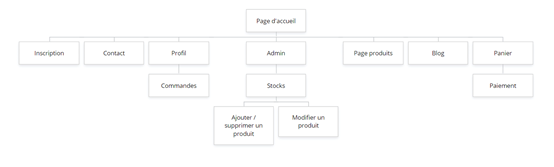 Page d'accueil
Inscription
Contact
Profil
Admin
Page produits
Blog
Panier
Commandes
Stocks
Paiement
Ajouter /
supprimer un
produit
Modifier un
produit